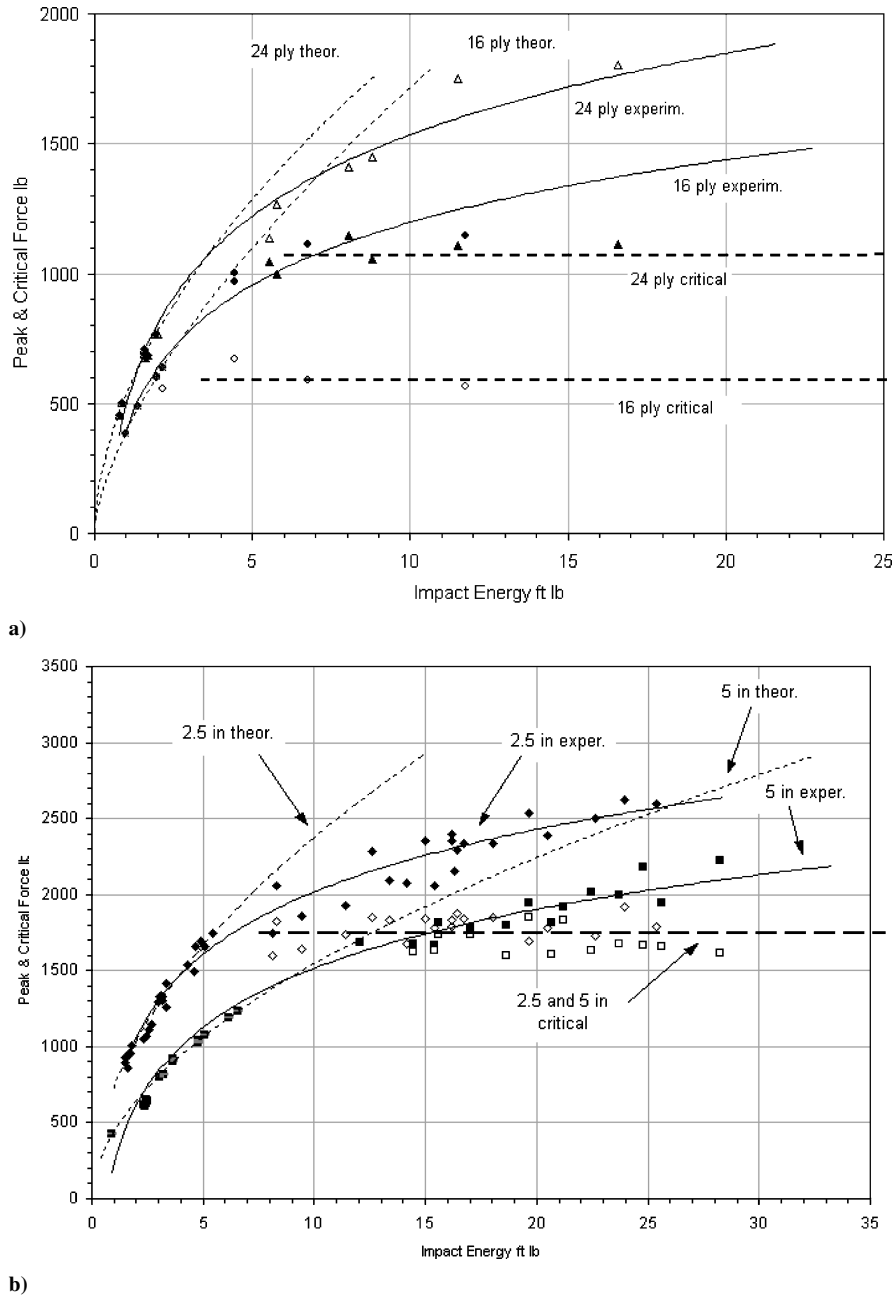 2000
24 ply theor.
16 ply theor.
24 ply experim.
1500
16 ply experim.
Peak & Critical Force lb
1000
24 ply critical
500
16 ply critical
0
0 5 10 15 20 25
Impact Energy ft lb
a)
3500
5 in theor.
2.5 in theor.
2.5 in exper.
3000
5 in exper.
2500
2000
Peak & Critical Force lb
1500
2.5 and 5 in
critical
1000
500
0
0 5 10 15 20 25 30 35
Impact Energy ft lb
b)